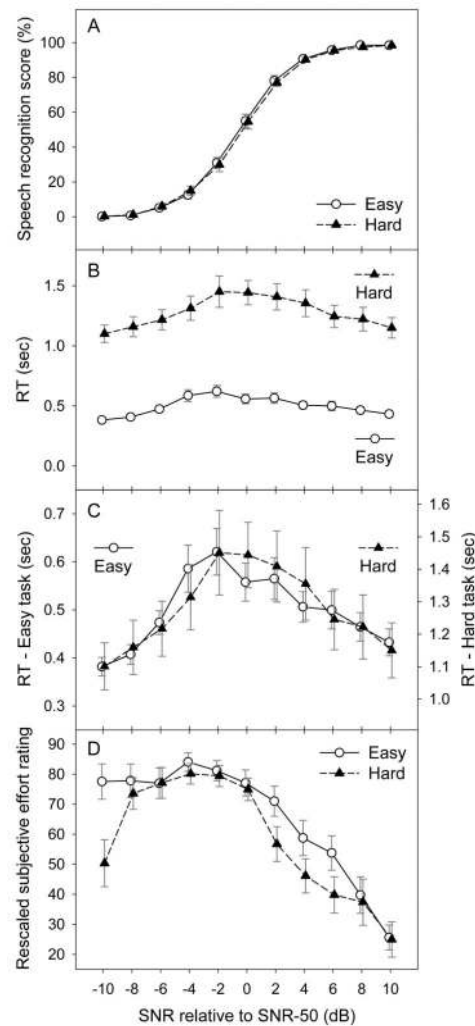 A
Speech recognition score (%)
100
80
60
40
20
0
Easy
Hard
B
RT (sec)
1.5
1.0
0.5
0.0
Hard
Easy
C
RT - Easy task (sec)
0.7
0.6
0.5
0.4
0.3
Easy
Hard
1.6
1.5
1.4
1.3
1.2
1.1
1.0
RT - Hard task (sec)
D
Rescaled subjective effort rating
90
80
70
60
50
40
30
20
Easy
Hard
-10 -8 -6 -4 -2 0 2 4 6 8 10
SNR relative to SNR-50 (dB)